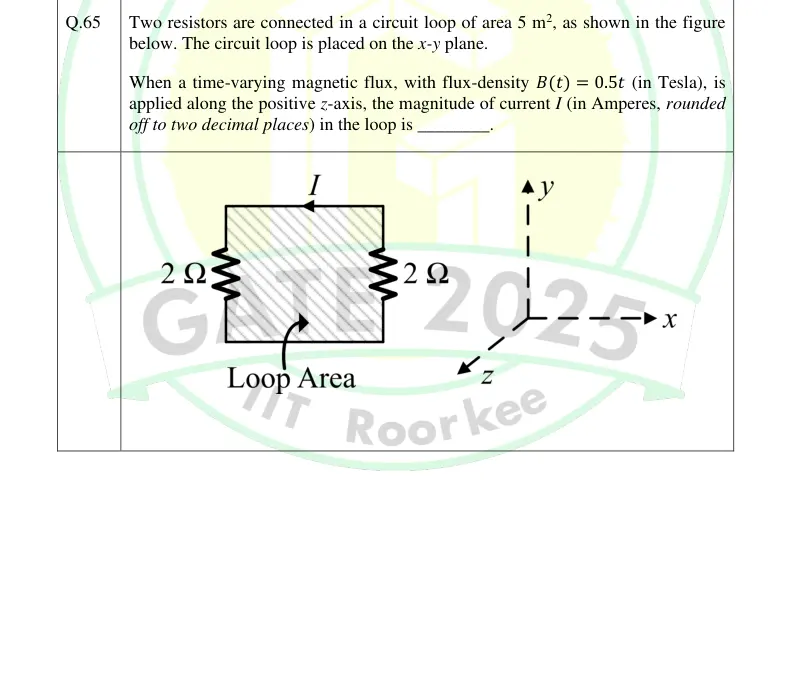 Q.65
Two resistors are connected in a circuit loop of area 5 m², as shown in the figure
below. The circuit loop is placed on the x-y plane.
When a time-varying magnetic flux, with flux-density B(t) = 0.5t (in Tesla), is
applied along the positive z-axis, the magnitude of current I (in Amperes, rounded
off to two decimal places) in the loop is ________.
I
y
2 Ω
2 Ω
x
z
Loop Area
GATE 2025
IIT Roorkee